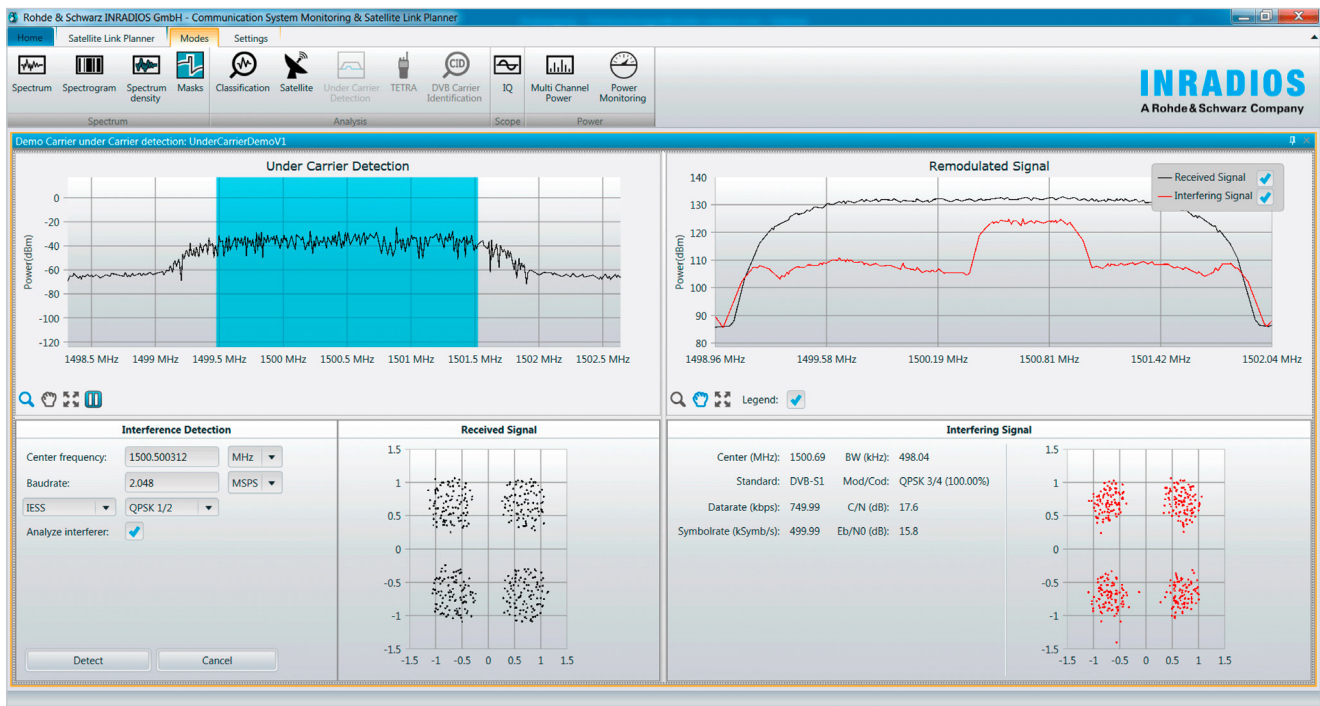 Rohde & Schwarz INRADIOS GmbH - Communication System Monitoring & Satellite Link Planner
Home Satellite Link Planner Modes Settings
Spectrum Spectrogram Spectrum density Masks Classification Satellite Under Carrier Detection TETRA CID DVB Carrier Identification IQ Multi Channel Power Power Monitoring
Spectrum Analysis Scope Power
INRADIOS
A Rohde & Schwarz Company
Demo Carrier under Carrier detection: UnderCarrierDemoV1
Under Carrier Detection
Power(dBm)
0
-20
-40
-60
-80
-100
-120
1498.5 MHz 1499 MHz 1499.5 MHz 1500 MHz 1500.5 MHz 1501 MHz 1501.5 MHz 1502 MHz 1502.5 MHz
Remodulated Signal
Received Signal
Interfering Signal
Power(dBm)
140
130
120
110
100
90
80
1498.96 MHz 1499.58 MHz 1500.19 MHz 1500.81 MHz 1501.42 MHz 1502.04 MHz
Legend:
Interference Detection
Center frequency: 1500.500312 MHz
Baudrate: 2.048 MSPS
IESS QPSK 1/2
Analyze interferer:
Detect Cancel
Received Signal
1.5
1
0.5
0
-0.5
-1
-1.5
-1.5 -1 -0.5 0 0.5 1 1.5
Interfering Signal
Center (MHz): 1500.69 BW (kHz): 498.04
Standard: DVB-S1 Mod/Cod: QPSK 3/4 (100.00%)
Datarate (kbps): 749.99 C/N (dB): 17.6
Symbolrate (kSymb/s): 499.99 Eb/N0 (dB): 15.8
1.5
1
0.5
0
-0.5
-1
-1.5
-1.5 -1 -0.5 0 0.5 1 1.5